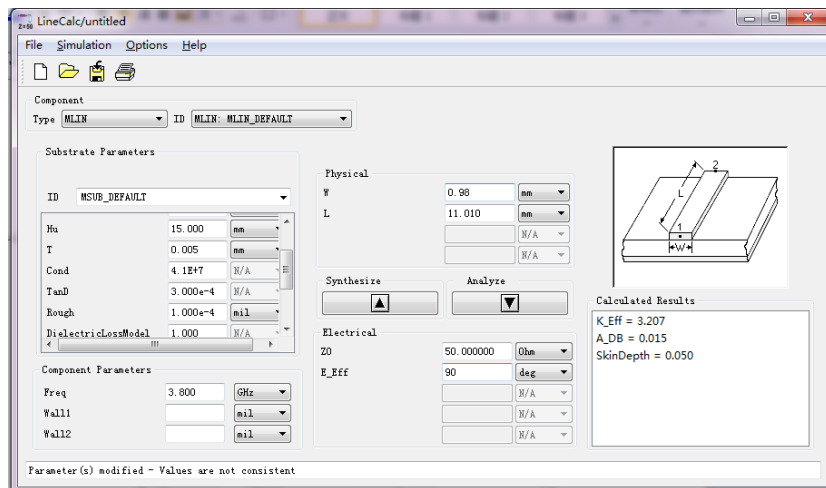 LineCalc/untitled
File Simulation Options Help
Component
Type MLIN ID MLIN: MLIN_DEFAULT
Substrate Parameters
ID MSUB_DEFAULT
Hu 15.000 mm
T 0.005 mm
Cond 4.1E+7 N/A
TanD 3.000e-4 N/A
Rough 1.000e-4 mil
DielectricLossModel 1.000 N/A
Component Parameters
Freq 3.800 GHz
Wall1 mil
Wall2 mil
Physical
W 0.98 mm
L 11.010 mm
N/A
N/A
Synthesize Analyze
Electrical
Z0 50.000000 Ohm
E_Eff 90 deg
N/A
N/A
N/A
2
L
1
W
Calculated Results
K_Eff = 3.207
A_DB = 0.015
SkinDepth = 0.050
Parameter(s) modified - Values are not consistent